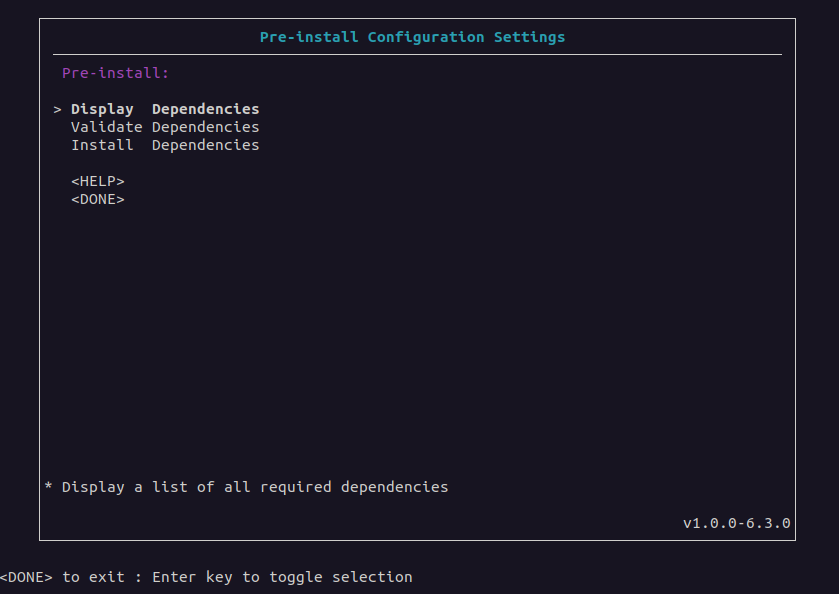 Pre-install Configuration Settings
Pre-install:
> Display  Dependencies
Validate Dependencies
Install  Dependencies
<HELP>
<DONE>
* Display a list of all required dependencies
v1.0.0-6.3.0
<DONE> to exit : Enter key to toggle selection